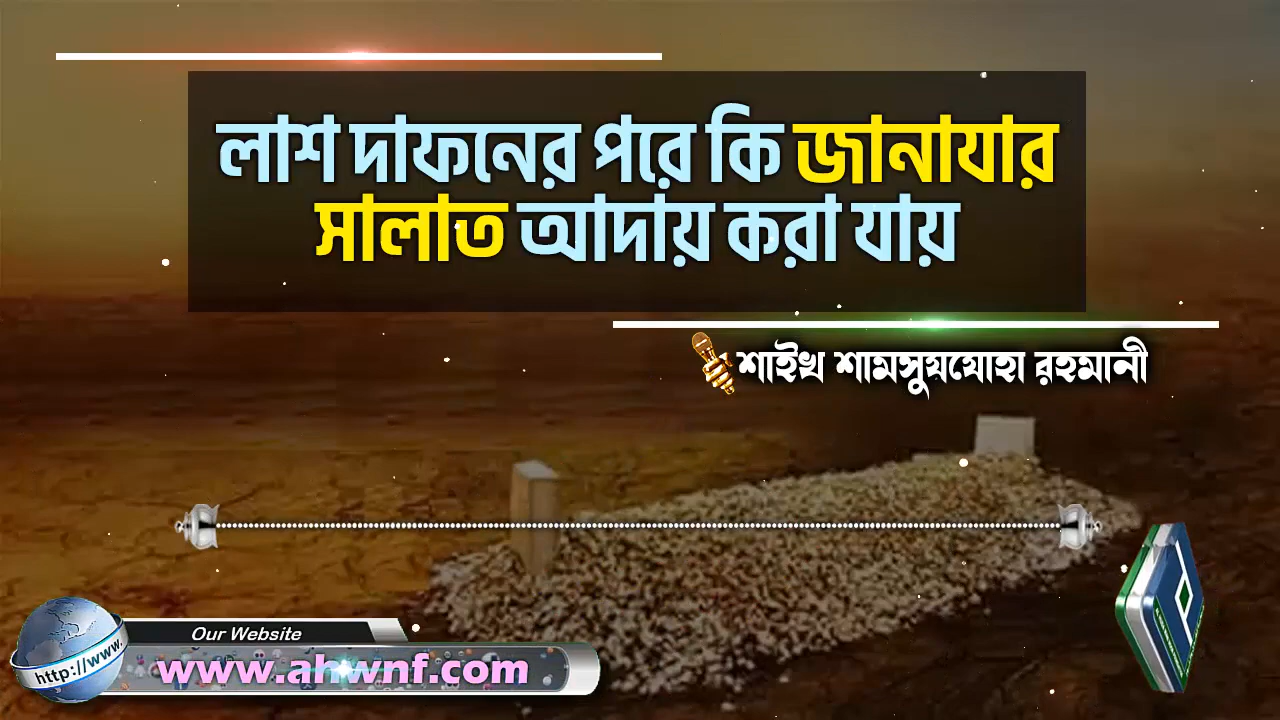 লাশ দাফনের পরে কি জানাযার
সালাত আদায় করা যায়
শাইখ শামসুযযোহা রহমানী
Our Website
http://www.
www.ahwnf.com